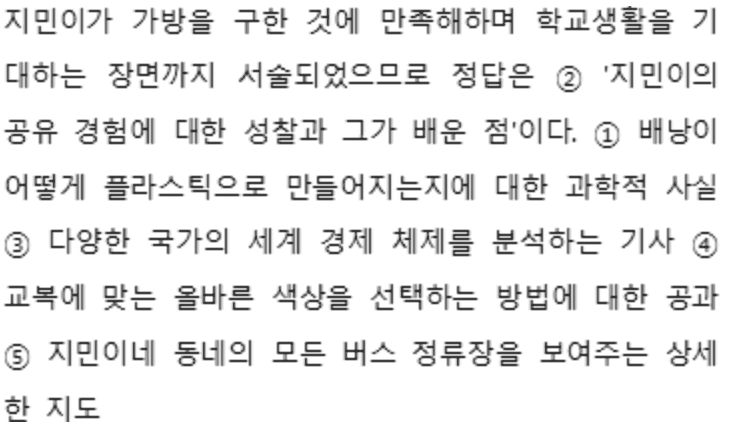 지민이가 가방을 구한 것에 만족해하며 학교생활을 기
대하는 장면까지 서술되었으므로 정답은 ② '지민이의
공유 경험에 대한 성찰과 그가 배운 점'이다. ① 배낭이
어떻게 플라스틱으로 만들어지는지에 대한 과학적 사실
③ 다양한 국가의 세계 경제 체제를 분석하는 기사 ④
교복에 맞는 올바른 색상을 선택하는 방법에 대한 공과
⑤ 지민이네 동네의 모든 버스 정류장을 보여주는 상세
한 지도